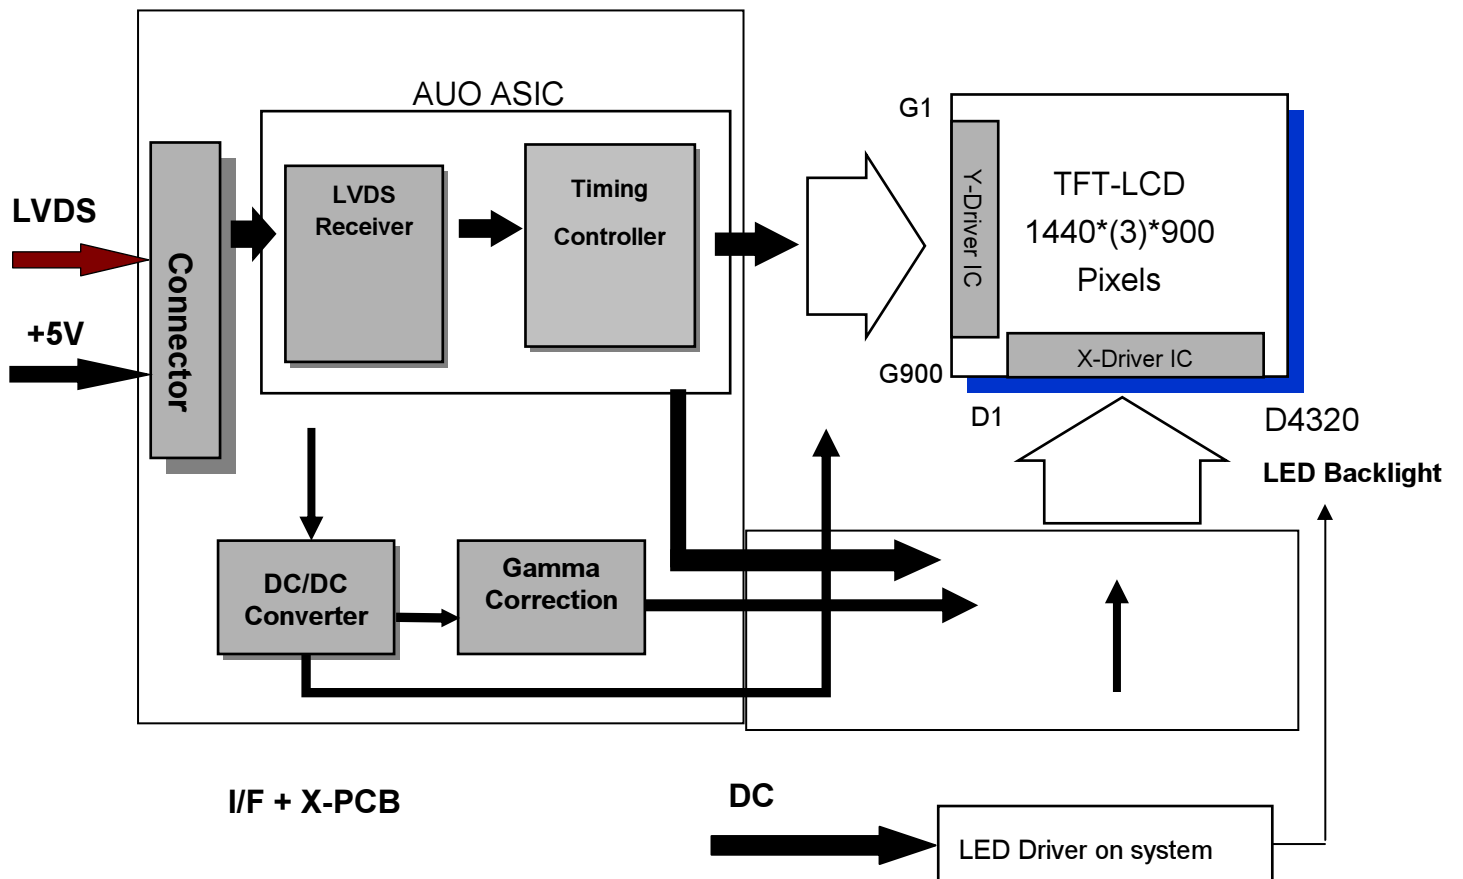 AUO ASIC
LVDS
+5V
Connector
LVDS
Receiver
Timing
Controller
G1
Y-Driver IC
TFT-LCD
1440*(3)*900
Pixels
X-Driver IC
G900
D1
D4320
LED Backlight
DC/DC
Converter
Gamma
Correction
I/F + X-PCB
DC
LED Driver on system